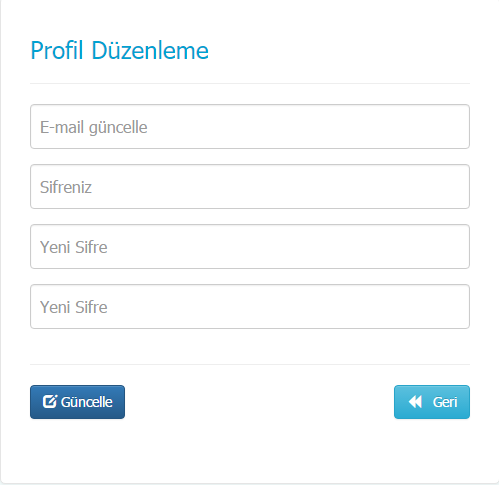 Profil Düzenleme
E-mail güncelle
Sifreniz
Yeni Sifre
Yeni Sifre
Güncelle
Geri